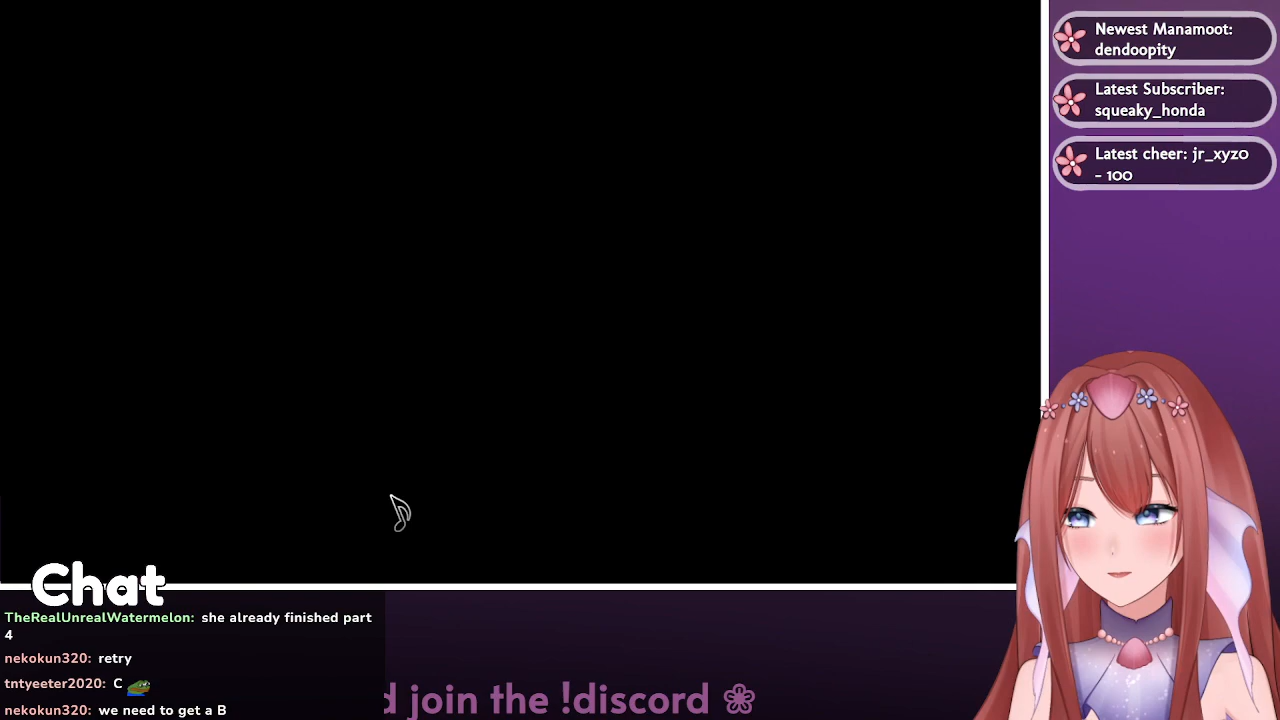 Newest Manamoot:
dendoopity
Latest Subscriber:
squeaky_honda
Latest cheer: jr_xyz0
- 100
Chat
TheRealUnrealWatermelon: she already finished part
4
nekokun320: retry
tntyeeter2020: C
nekokun320: we need to get a B
d join the !discord